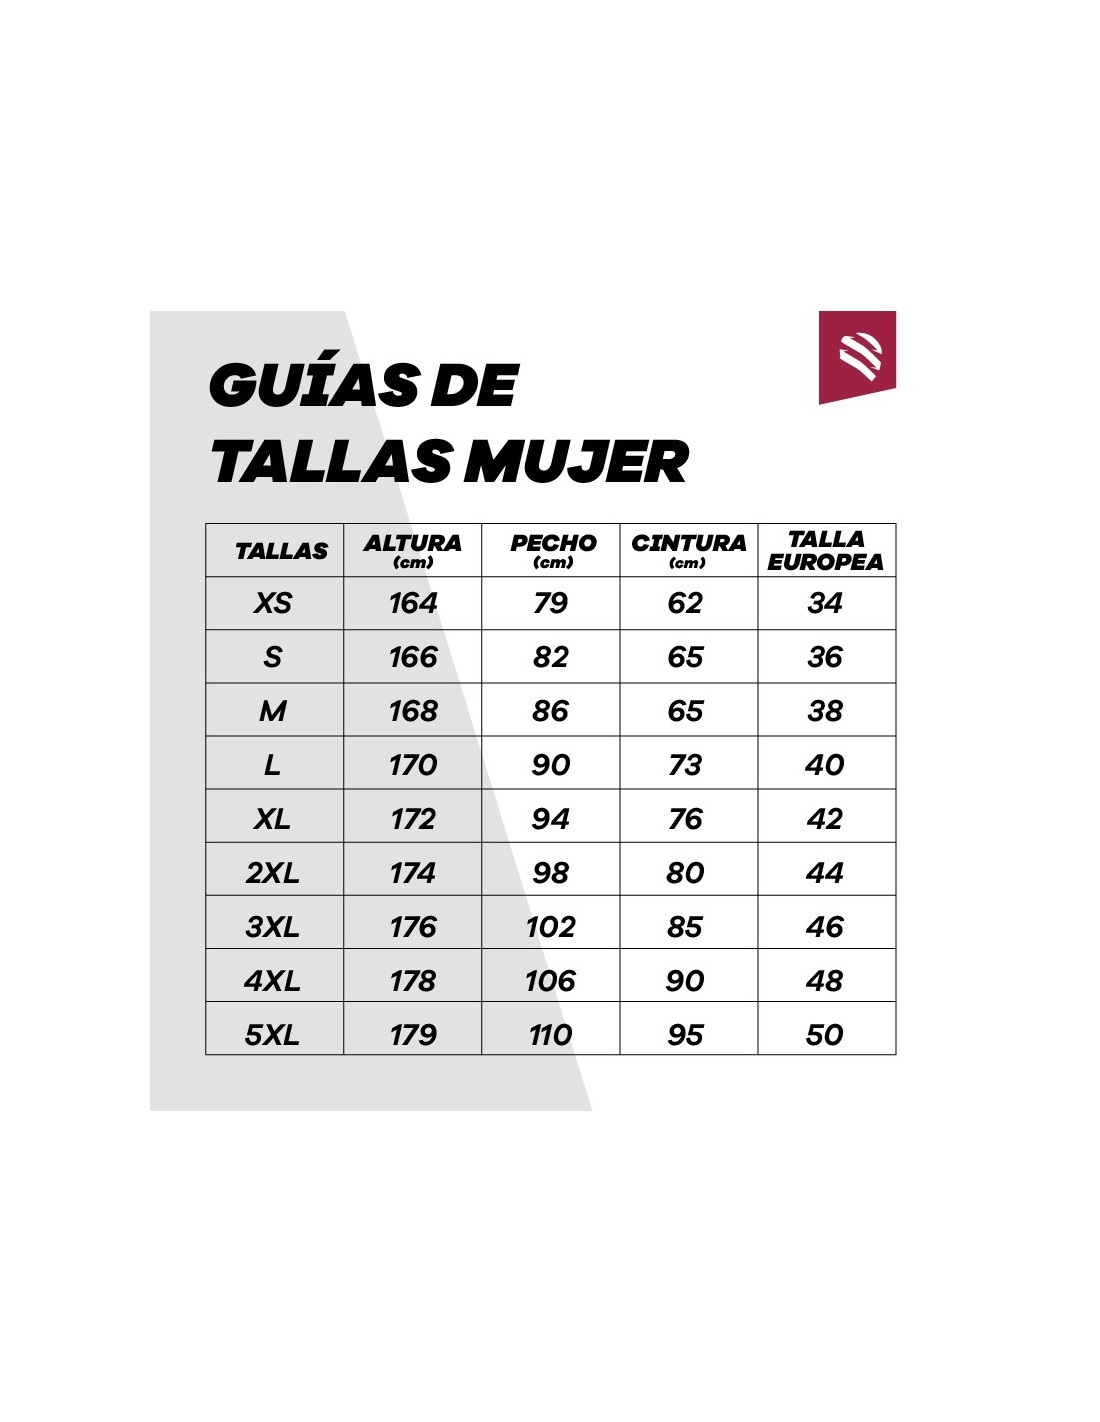 GUÍAS DE
TALLAS MUJER
TALLAS ALTURA (cm) PECHO (cm) CINTURA (cm) TALLA EUROPEA
XS 164 79 62 34
S 166 82 65 36
M 168 86 65 38
L 170 90 73 40
XL 172 94 76 42
2XL 174 98 80 44
3XL 176 102 85 46
4XL 178 106 90 48
5XL 179 110 95 50